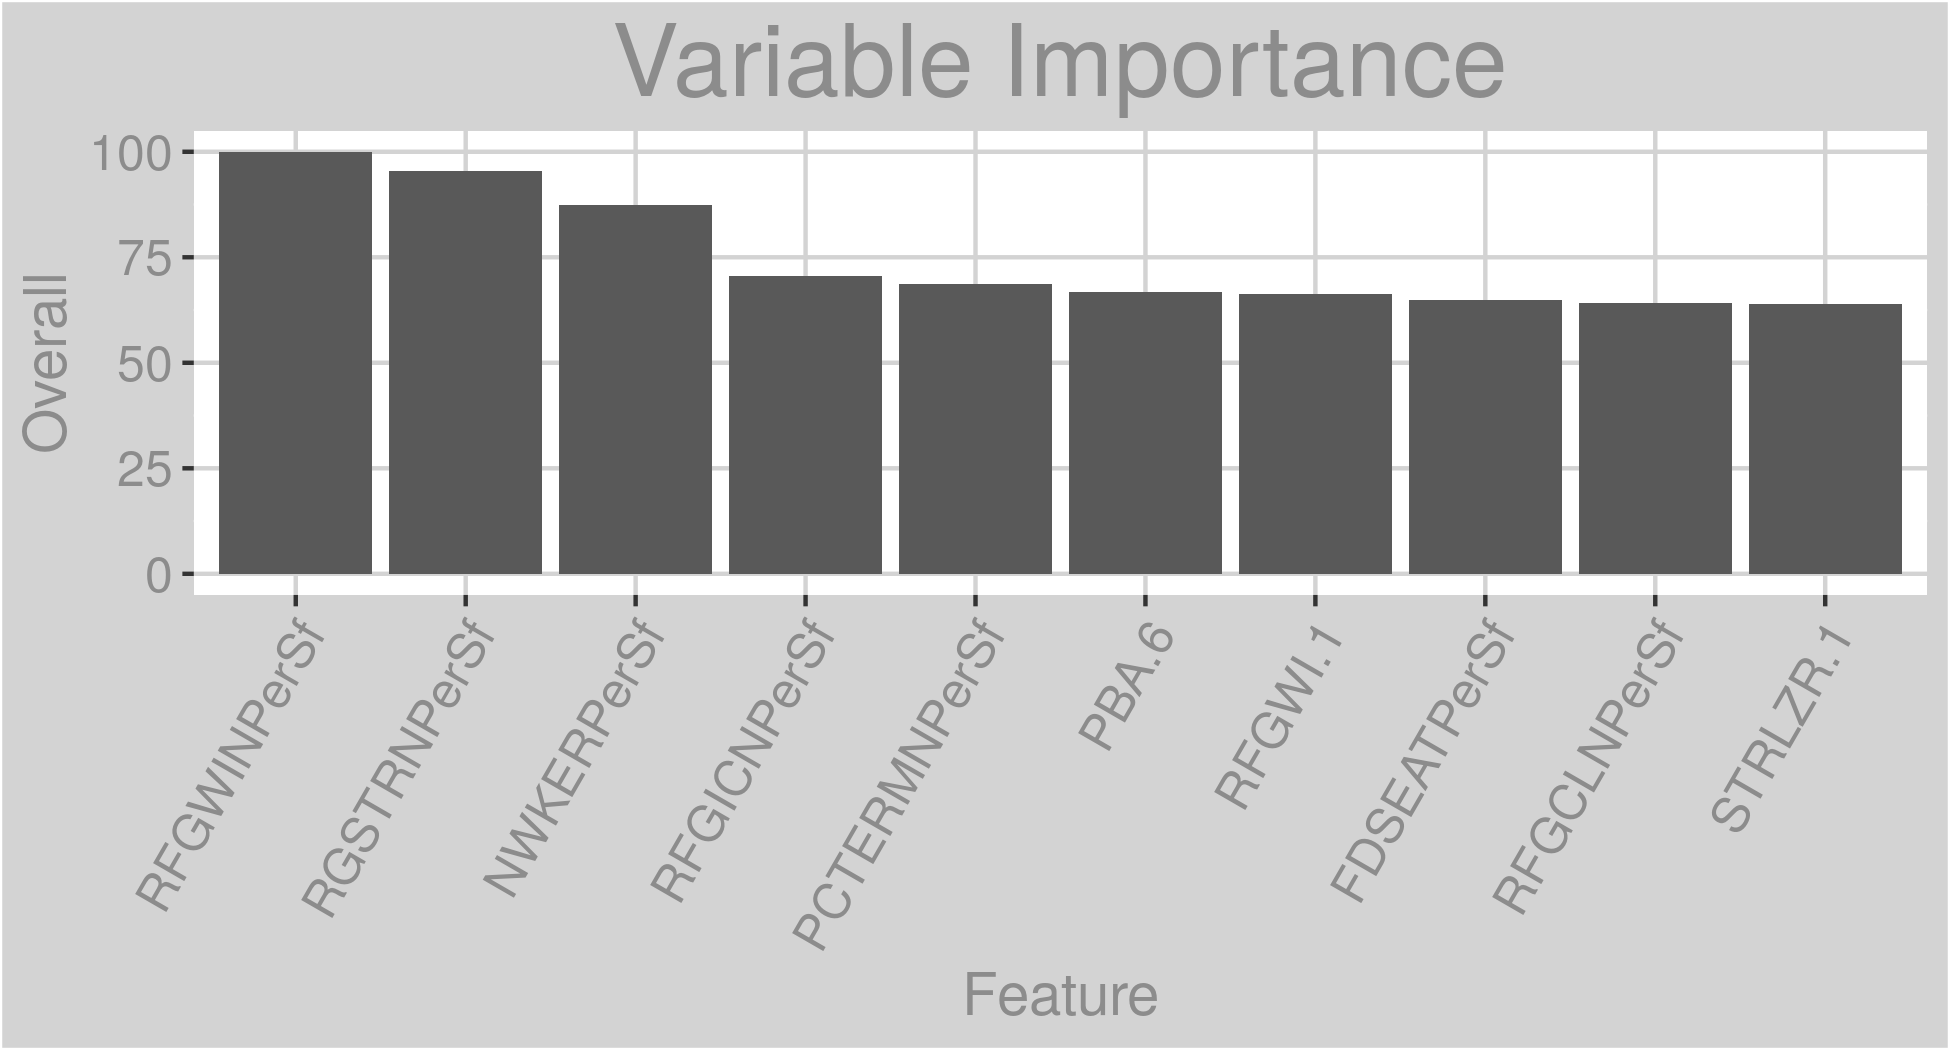 Variable Importance
Overall
100
75
50
25
0
RFGWINPerSf
RGSTRNPerSf
NWKERPerSf
RFGICNPerSf
PCTERMNPerSf
PBA.6
RFGWI.1
FDSEATPerSf
RFGCLNPerSf
STRLZR.1
Feature